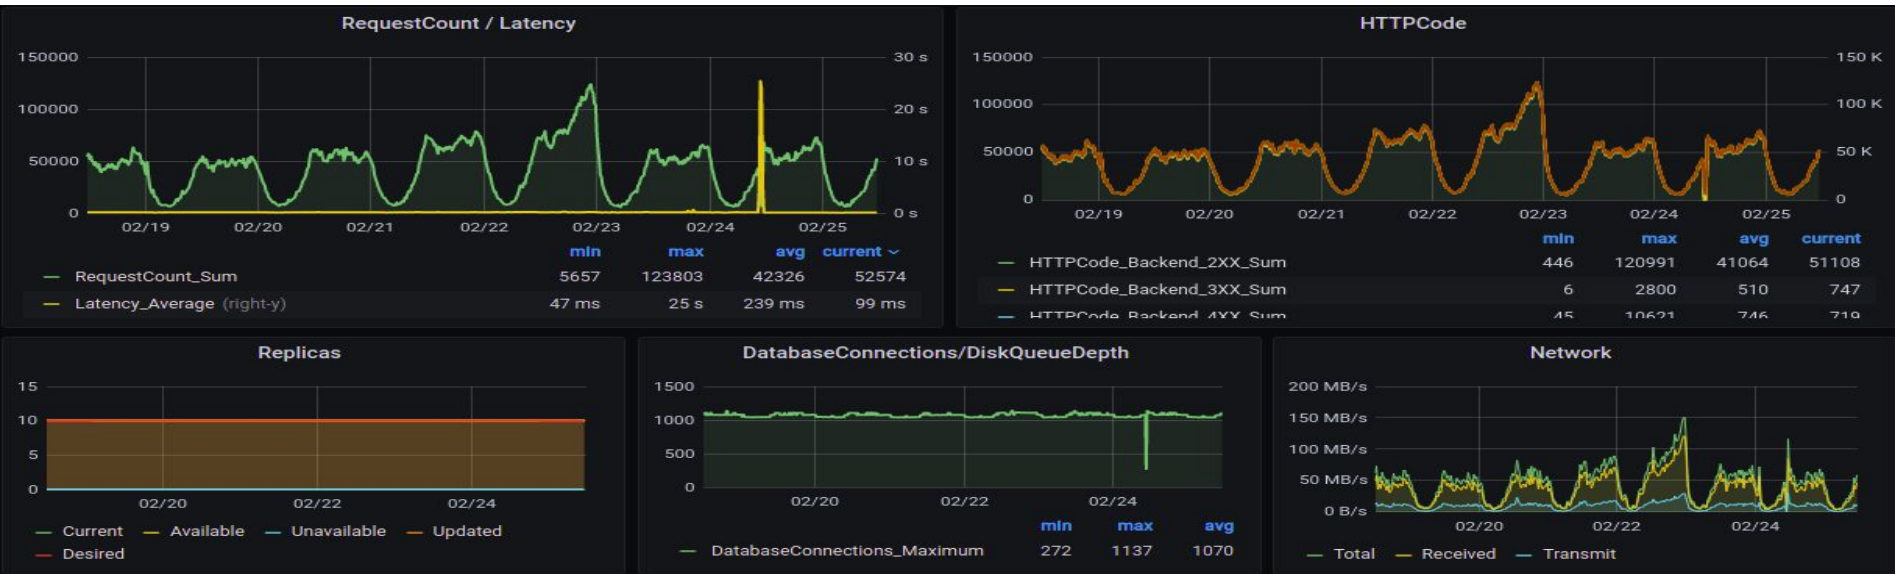 RequestCount / Latency
150000
30 s
100000
20 s
50000
10 s
0
0 s
02/19 02/20 02/21 02/22 02/23 02/24 02/25
min max avg current
RequestCount_Sum 5657 123803 42326 52574
Latency_Average (right-y) 47 ms 25 s 239 ms 99 ms
HTTPCode
150000
150 K
100000
100 K
50000
50 K
0
0
02/19 02/20 02/21 02/22 02/23 02/24 02/25
min max avg current
HTTPCode_Backend_2XX_Sum 446 120991 41064 51108
HTTPCode_Backend_3XX_Sum 6 2800 510 747
HTTPCode_Backend_4XX_Sum 45 10621 746 719
Replicas
15
10
5
0
02/20 02/22 02/24
Current Available Unavailable Updated
Desired
DatabaseConnections/DiskQueueDepth
1500
1000
500
0
02/20 02/22 02/24
min max avg
DatabaseConnections_Maximum 272 1137 1070
Network
200 MB/s
150 MB/s
100 MB/s
50 MB/s
0 B/s
02/20 02/22 02/24
Total Received Transmit